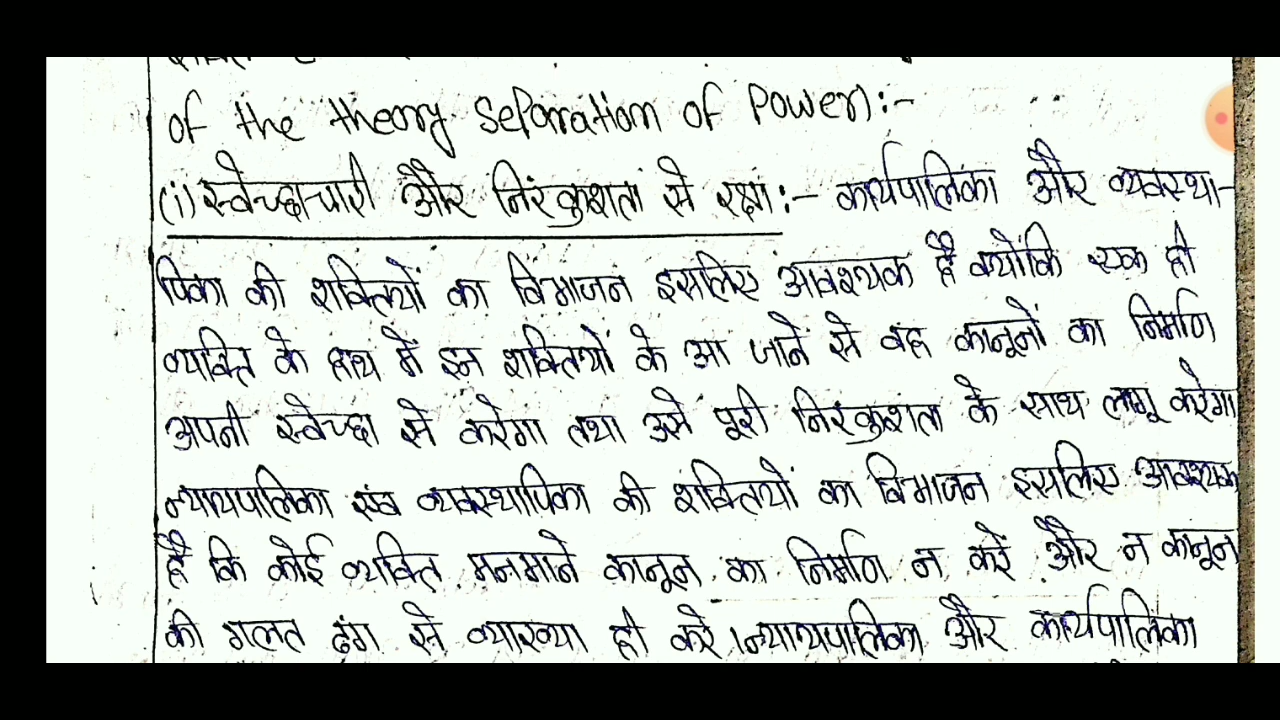 of the theory Separation of Power:-
(i) स्वेच्छाचारी और निरंकुशता से रक्षा:- कार्यपालिका और व्यवस्था-
पिका की शक्तियों का विभाजन इसलिए आवश्यक है क्योंकि एक ही
व्यक्ति के हाथ में इन शक्तियों के आ जाने से वह कानूनों का निर्माण
अपनी स्वेच्छा से करेगा तथा उसे पूरी निरंकुशता के साथ लागू करेगा
न्यायपालिका एवं व्यवस्थापिका की शक्तियों का विभाजन इसलिए आवश्यक
है कि कोई व्यक्ति मनमाने कानून का निर्माण न करें और न कानून
की गलत ढंग से व्याख्या ही करे।न्यायपालिका और कार्यपालिका